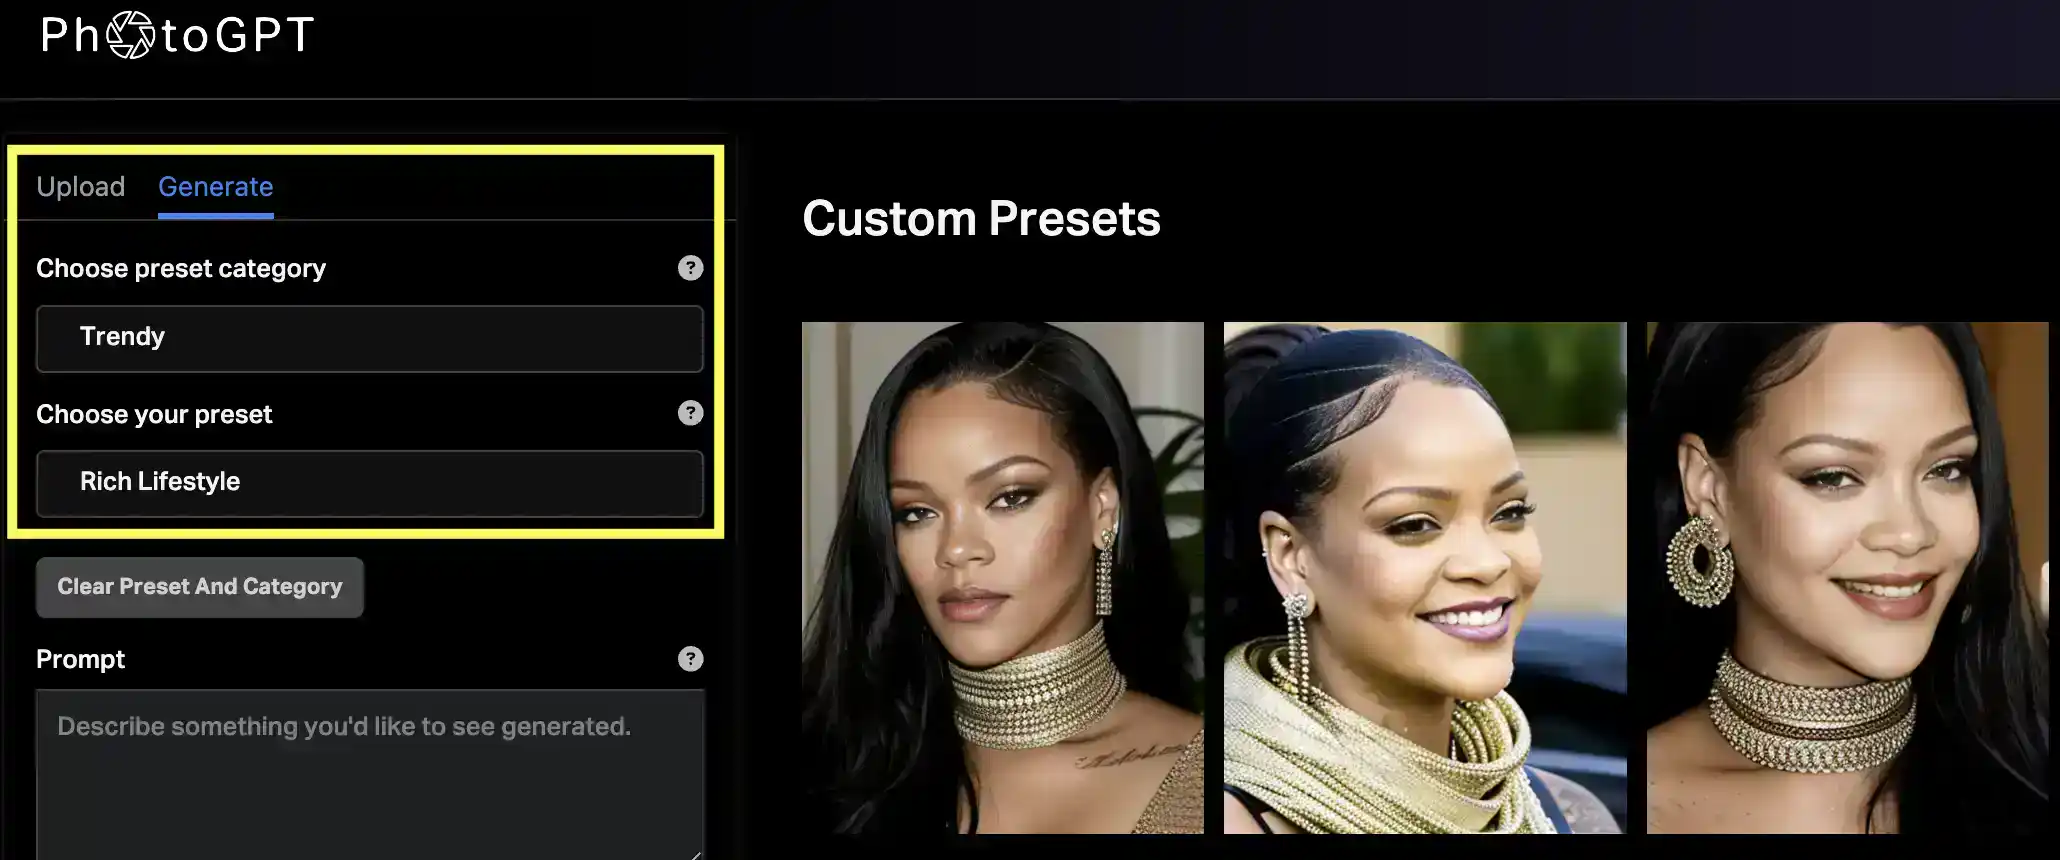 PhotoGPT
Upload Generate
Choose preset category ?
Trendy
Choose your preset ?
Rich Lifestyle
Clear Preset And Category
Prompt ?
Describe something you'd like to see generated.
Custom Presets